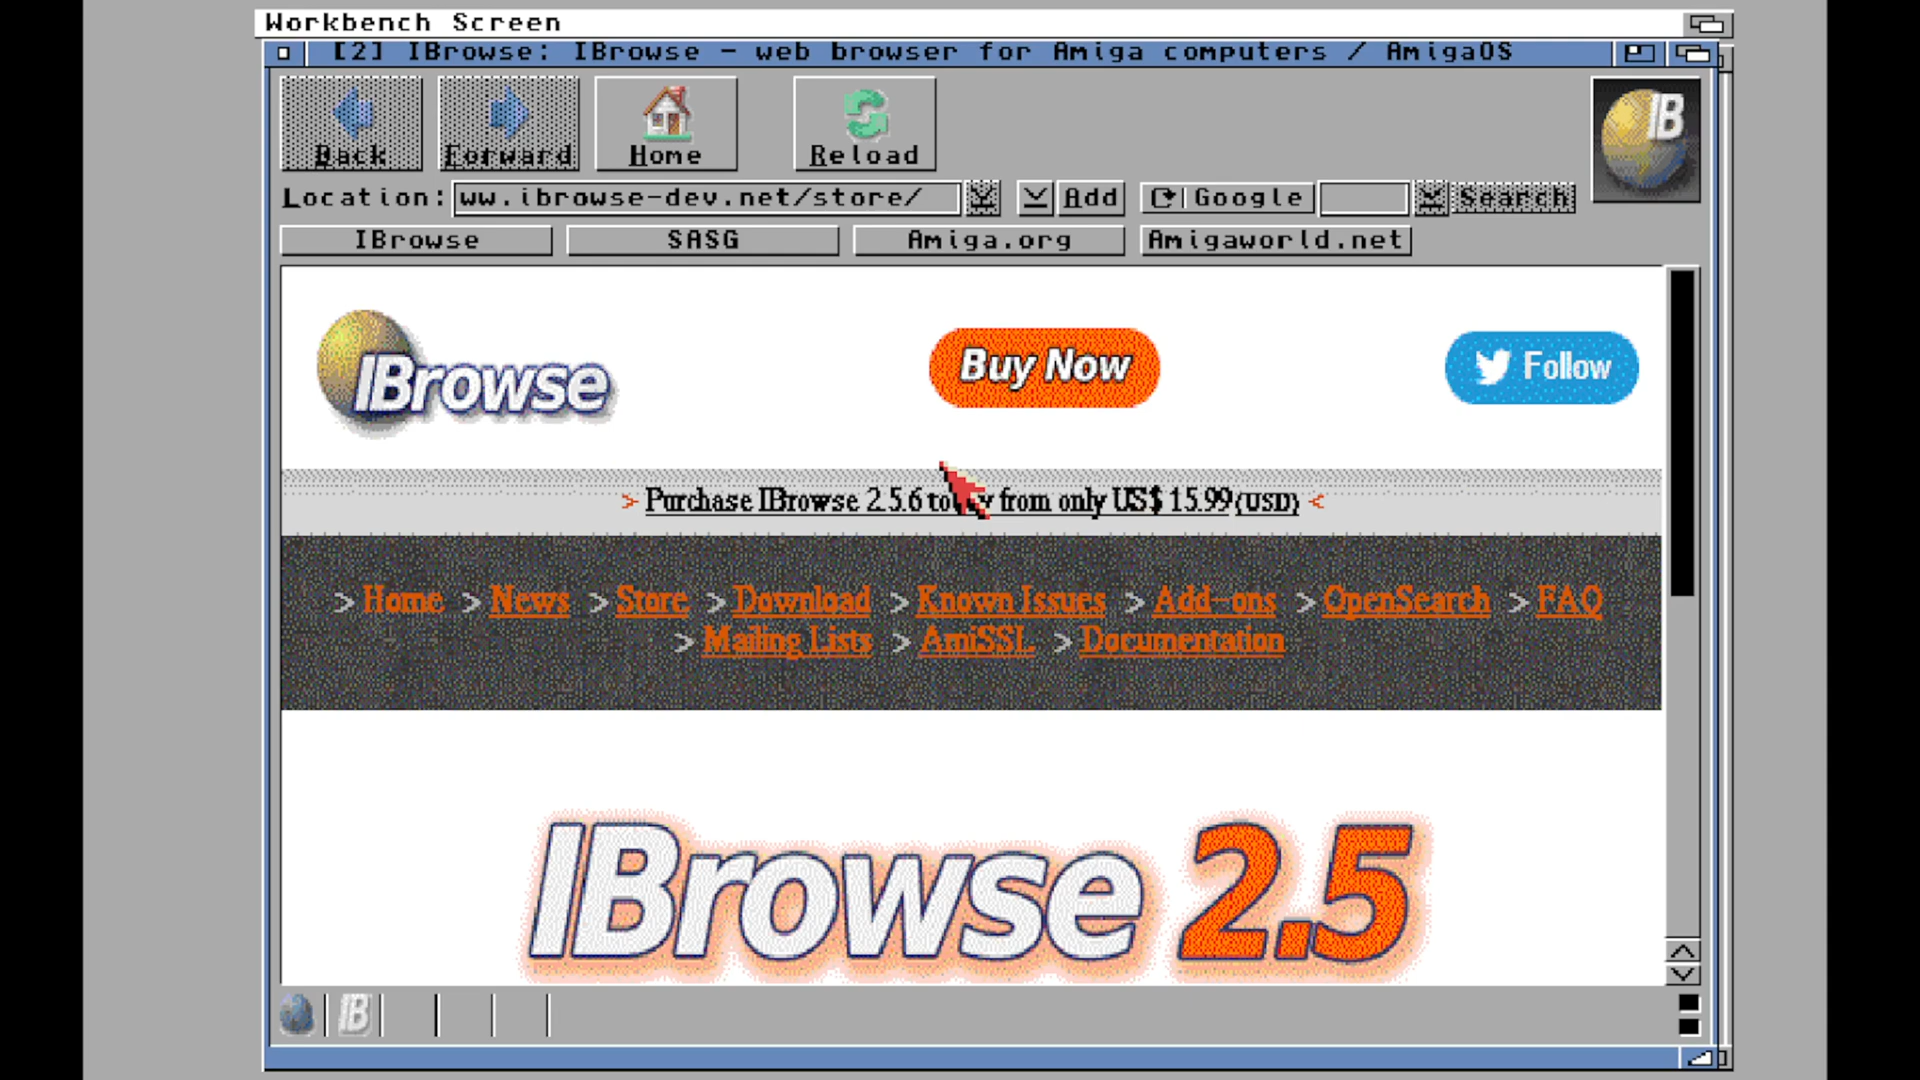 Workbench Screen
[2] IBrowse: IBrowse - web browser for Amiga computers / AmigaOS
Back Forward Home Reload IB
Location: ww.ibrowse-dev.net/store/ Add Google Search
IBrowse SASG Amiga.org Amigaworld.net
IBrowse Buy Now Follow
> Purchase IBrowse 2.5.6 today from only US$ 15.99 (USD) <
> Home > News > Store > Download > Known Issues > Add-ons > OpenSearch > FAQ
> Mailing Lists > AmiSSL > Documentation
IBrowse 2.5
IB